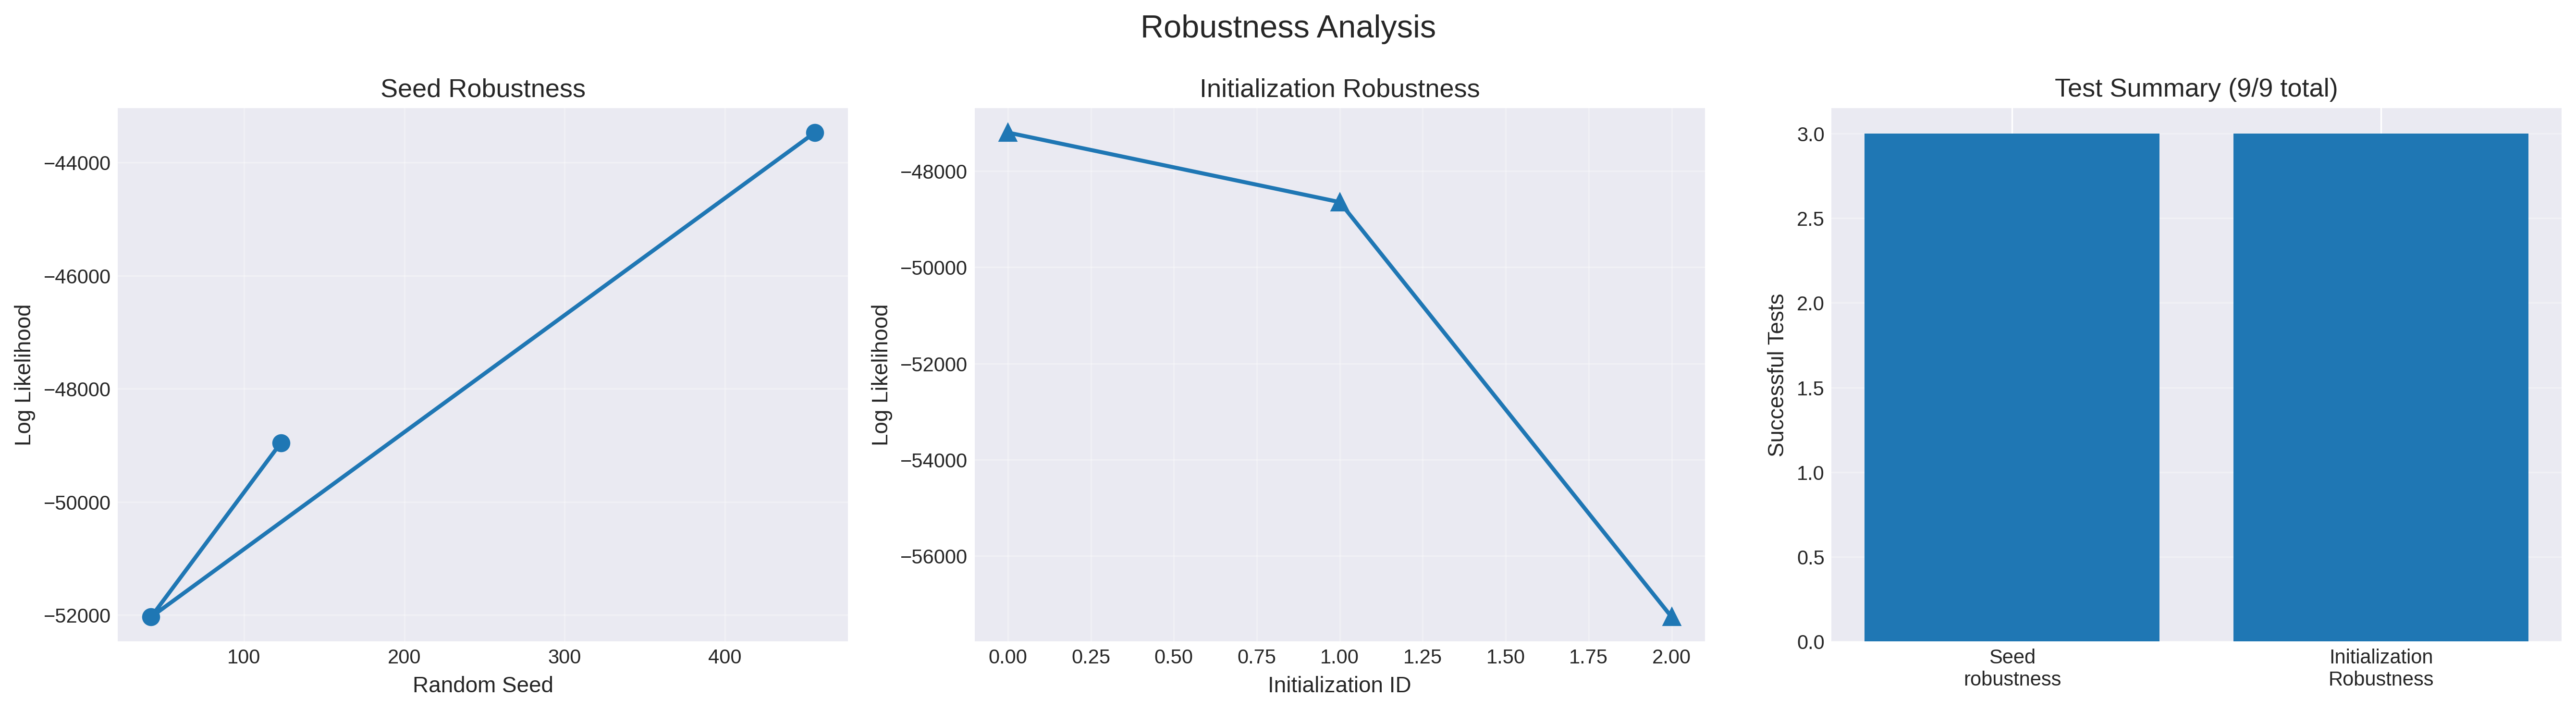 Robustness Analysis
Seed Robustness
Log Likelihood
−44000
−46000
−48000
−50000
−52000
100
200
300
400
Random Seed
Initialization Robustness
Log Likelihood
−48000
−50000
−52000
−54000
−56000
0.00
0.25
0.50
0.75
1.00
1.25
1.50
1.75
2.00
Initialization ID
Test Summary (9/9 total)
Successful Tests
3.0
2.5
2.0
1.5
1.0
0.5
0.0
Seed
robustness
Initialization
Robustness